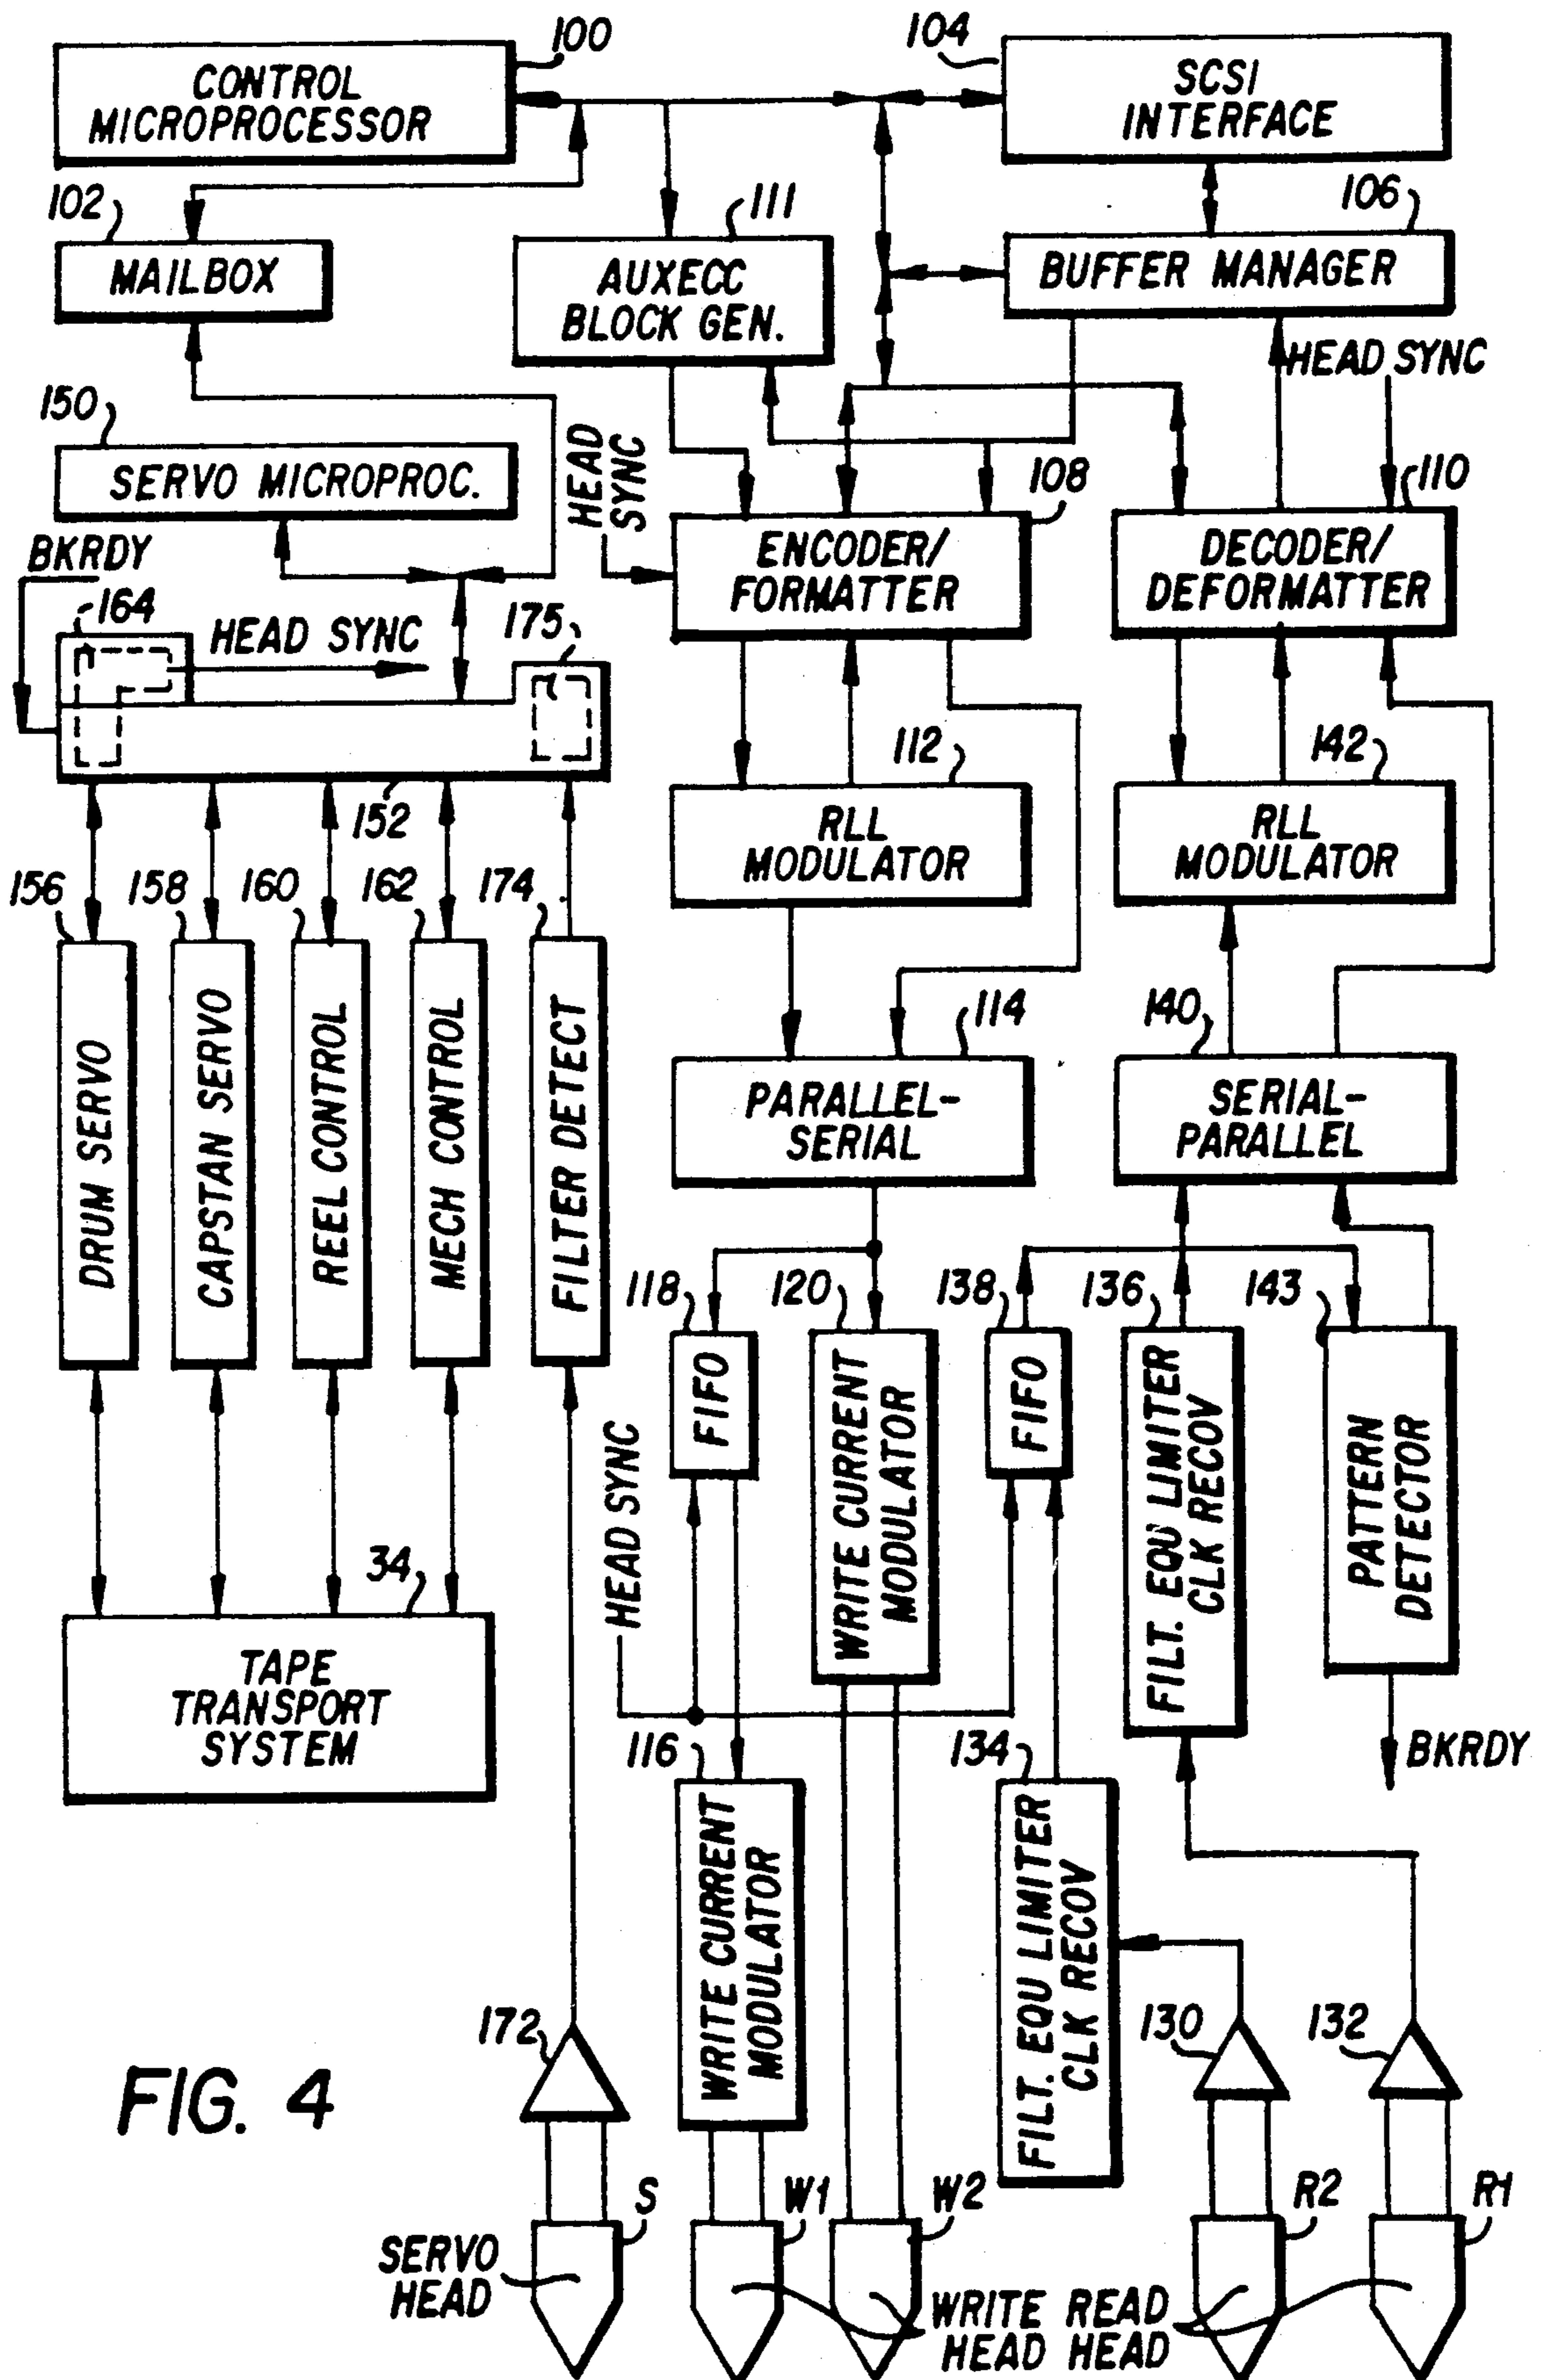 100
104
CONTROL
MICROPROCESSOR
SCSI
INTERFACE
102
111
106
MAILBOX
AUXECC
BLOCK GEN.
BUFFER MANAGER
HEAD SYNC
150
SERVO MICROPROC.
HEAD
SYNC
108
110
BKRDY
ENCODER/
FORMATTER
DECODER/
DEFORMATTER
164
HEAD SYNC
175
112
142
152
RLL
MODULATOR
RLL
MODULATOR
156
158
160
162
174
DRUM SERVO
CAPSTAN SERVO
REEL CONTROL
MECH CONTROL
FILTER DETECT
114
140
PARALLEL-
SERIAL
SERIAL-
PARALLEL
118
120
138
136
143
FIFO
WRITE CURRENT
MODULATOR
FIFO
FILT. EQU LIMITER
CLK RECOV
PATTERN
DETECTOR
HEAD SYNC
34
TAPE
TRANSPORT
SYSTEM
116
134
BKRDY
WRITE CURRENT
MODULATOR
FILT. EQU LIMITER
CLK RECOV
172
130
132
FIG. 4
S
W1
W2
R2
R1
SERVO
HEAD
WRITE READ
HEAD HEAD